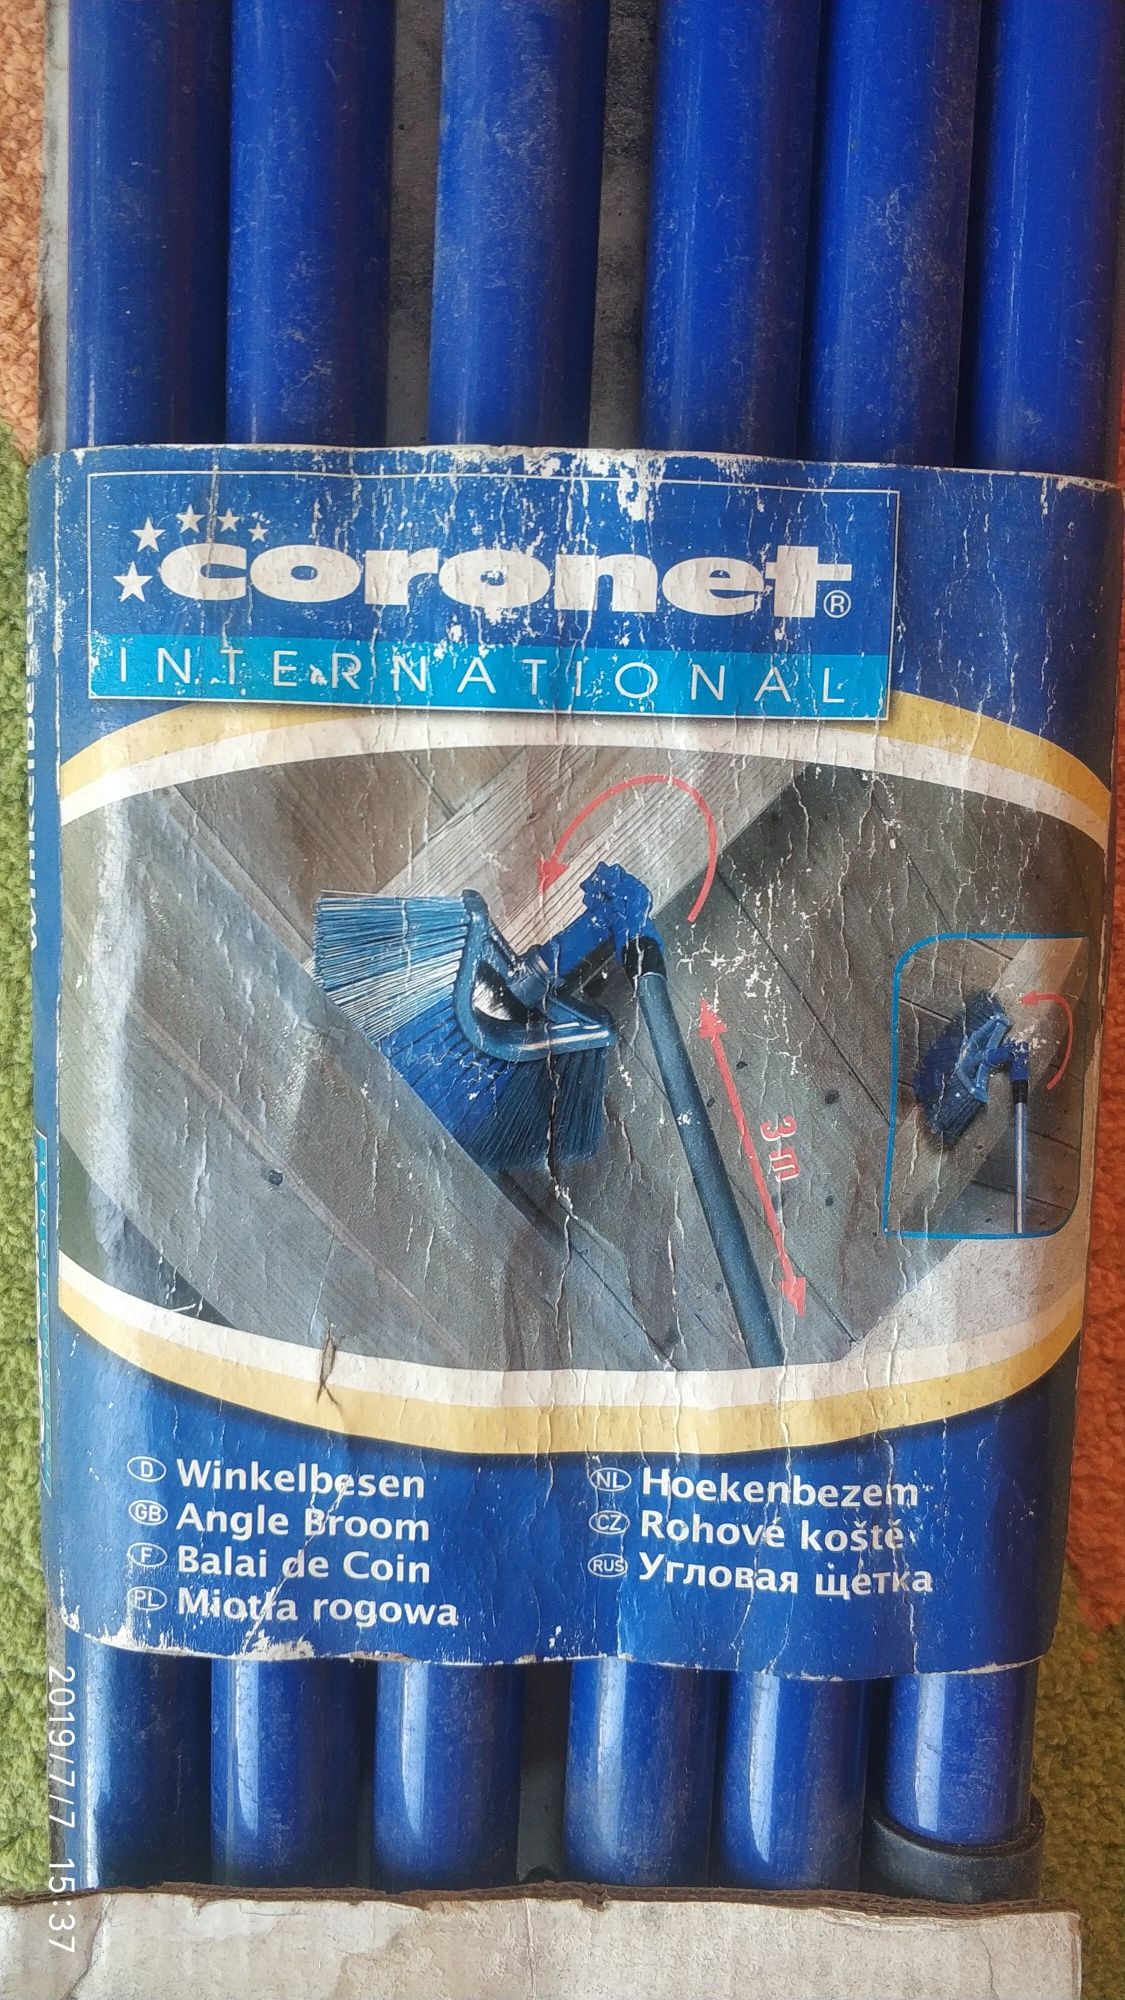 coronet®
INTERNATIONAL
3 m
D Winkelbesen
GB Angle Broom
F Balai de Coin
PL Miotła rogowa
NL Hoekenbezem
CZ Rohové koště
RUS Угловая щетка
2019/7/7 15:37